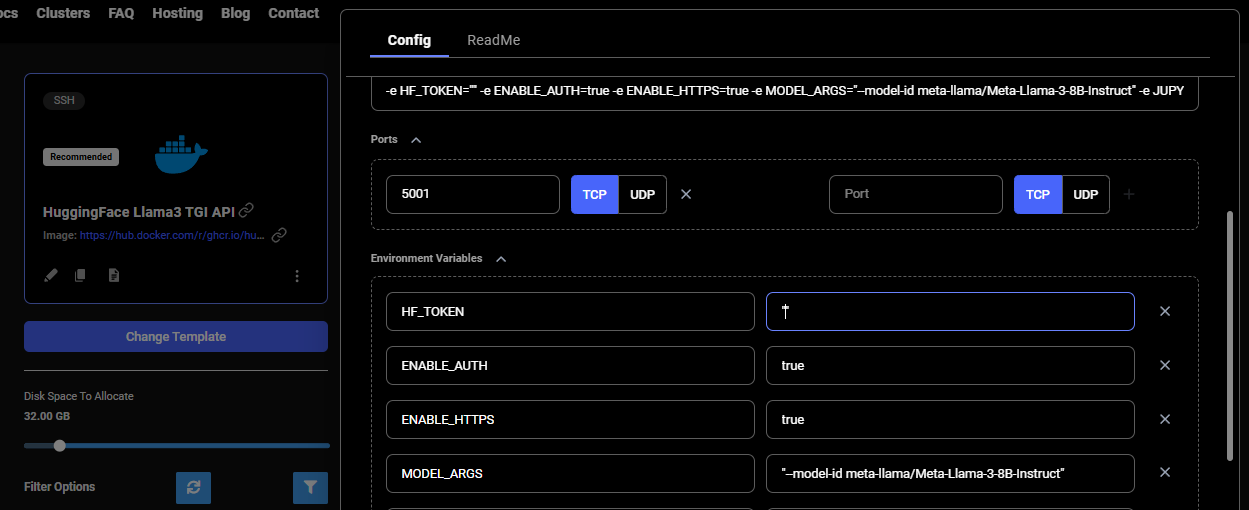 ocs Clusters FAQ Hosting Blog Contact
SSH
Recommended
HuggingFace Llama3 TGI API
Image: https://hub.docker.com/r/ghcr.io/hu...
Change Template
Disk Space To Allocate
32.00 GB
Filter Options
Config ReadMe
-e HF_TOKEN="" -e ENABLE_AUTH=true -e ENABLE_HTTPS=true -e MODEL_ARGS="--model-id meta-llama/Meta-Llama-3-8B-Instruct" -e JUPY
Ports
5001 TCP UDP Port TCP UDP
Environment Variables
HF_TOKEN ""
ENABLE_AUTH true
ENABLE_HTTPS true
MODEL_ARGS "--model-id meta-llama/Meta-Llama-3-8B-Instruct"